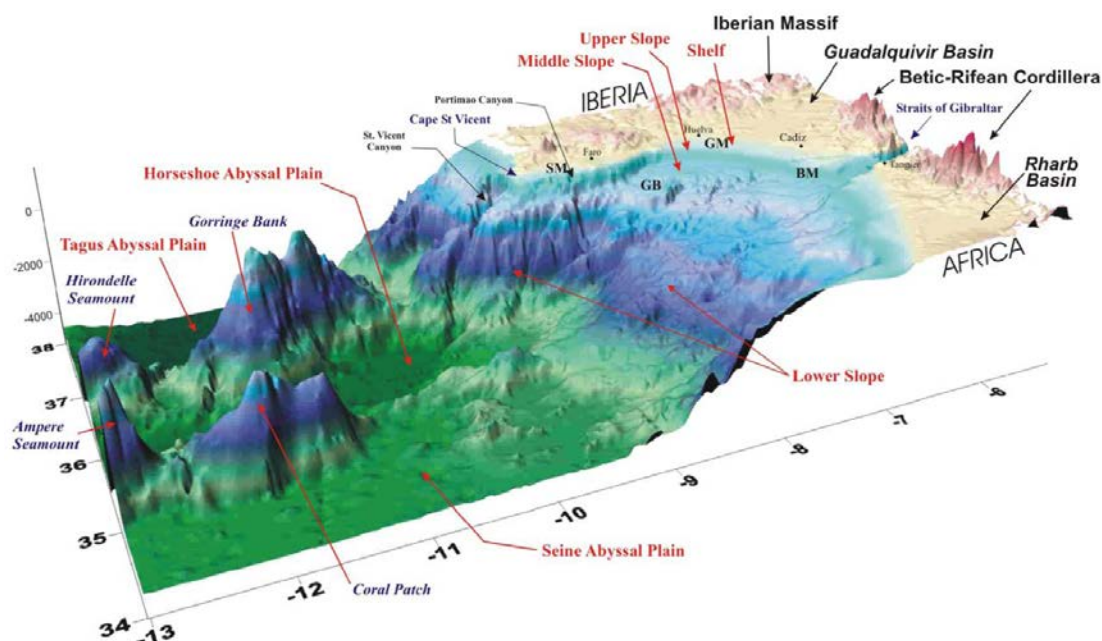 Iberian Massif
Upper Slope
Shelf
Guadalquivir Basin
Middle Slope
Betic-Rifean Cordillera
IBERIA
Portimao Canyon
Straits of Gibraltar
Cape St Vicent
Huelva
St. Vicent
Canyon
GM
Cadiz
Faro
Tanger
SM
Rharb
Basin
Horseshoe Abyssal Plain
GB
BM
0
Gorringe Bank
Tagus Abyssal Plain
AFRICA
-2000
Hirondelle
Seamount
-4000
38
Lower Slope
-6
37
-7
Ampere
Seamount
36
-8
-9
35
-10
Seine Abyssal Plain
-11
-12
Coral Patch
34
-13